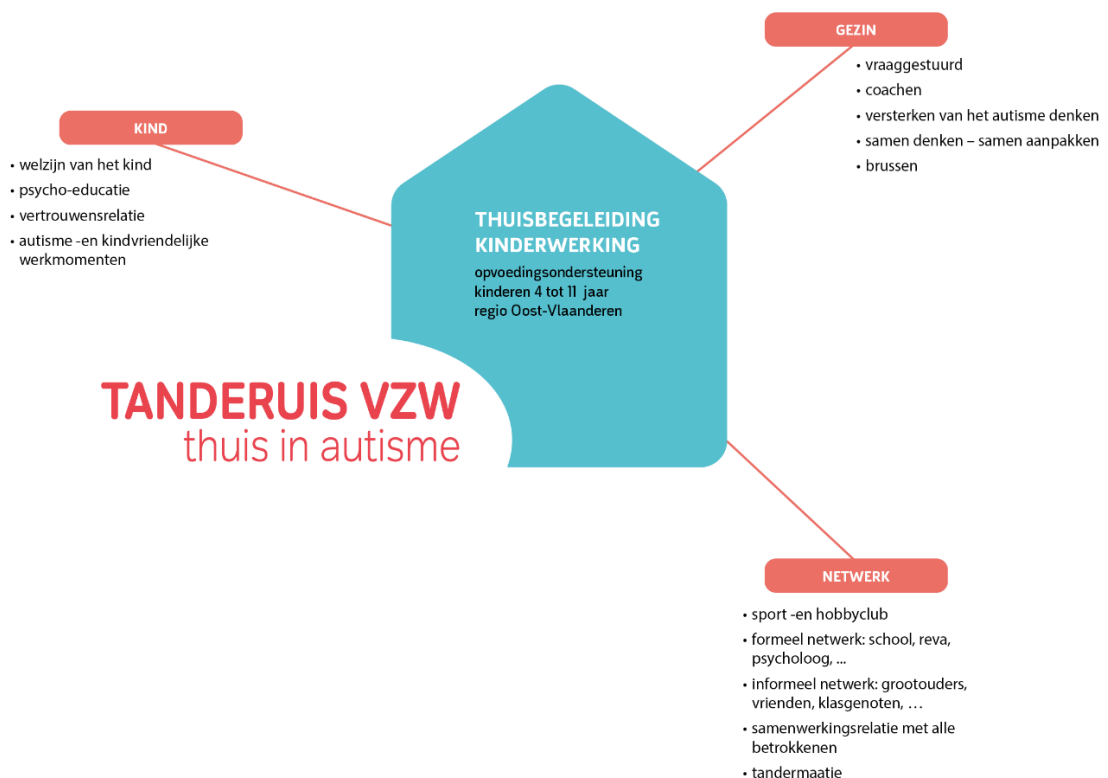 GEZIN
• vraaggestuurd
• coachen
• versterken van het autisme denken
• samen denken – samen aanpakken
• brussen
KIND
• welzijn van het kind
• psycho-educatie
• vertrouwensrelatie
• autisme -en kindvriendelijke
werkmomenten
THUISBEGELEIDING
KINDERWERKING
opvoedingsondersteuning
kinderen 4 tot 11 jaar
regio Oost-Vlaanderen
TANDERUIS VZW
thuis in autisme
NETWERK
• sport -en hobbyclub
• formeel netwerk: school, reva,
psycholoog, ...
• informeel netwerk: grootouders,
vrienden, klasgenoten, …
• samenwerkingsrelatie met alle
betrokkenen
• tandermaatie